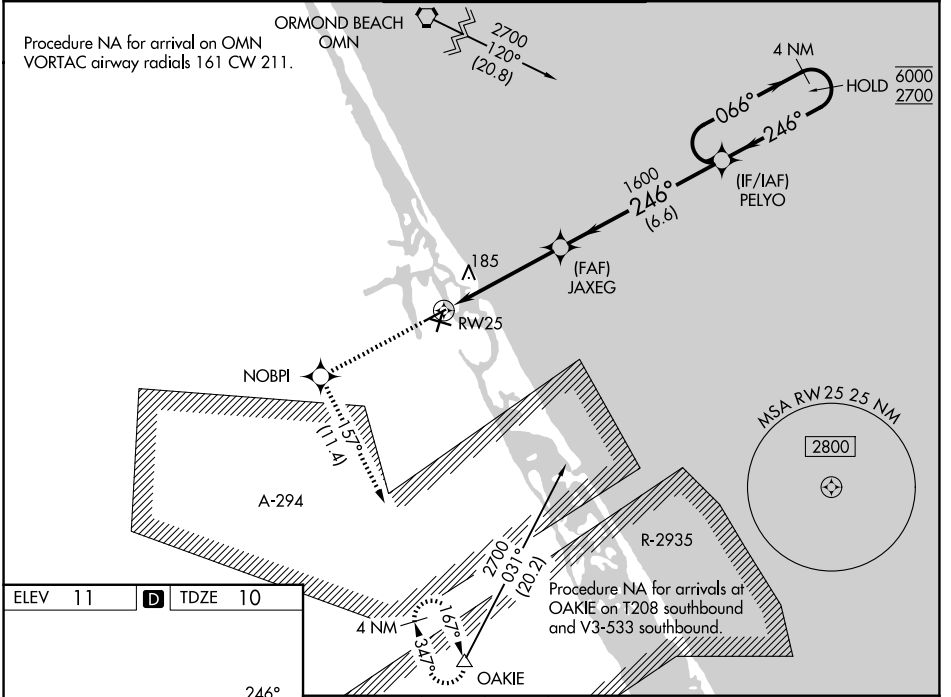 Procedure NA for arrival on OMN
VORTAC airway radials 161 CW 211.
ORMOND BEACH
OMN
2700
120°
(20.8)
4 NM
HOLD
6000
2700
066°
246°
(IF/IAF)
PELYO
1600
246°
(6.6)
(FAF)
JAXEG
185
RW25
NOBPI
157°
(11.4)
MSA RW25 25 NM
2800
A-294
R-2935
2700
031°
(20.2)
Procedure NA for arrivals at
OAKIE on T208 southbound
and V3-533 southbound.
4 NM
167°
347°
OAKIE
ELEV 11 D TDZE 10
246°